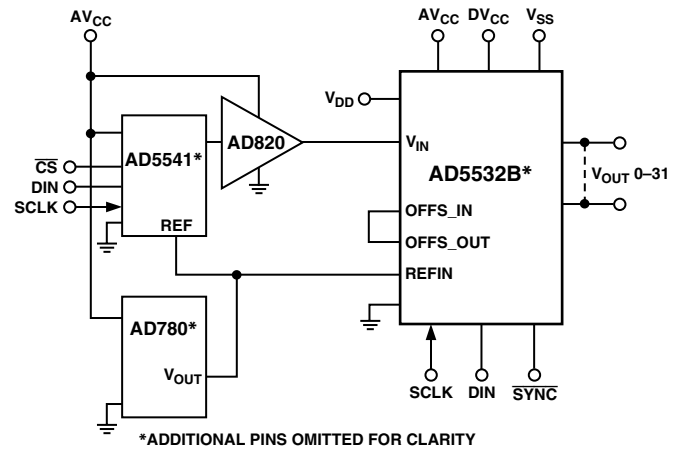 AVCC
AVCC
DVCC
VSS
VDD
AD5541*
AD820
VIN
CS
DIN
SCLK
REF
AD5532B*
VOUT 0–31
OFFS_IN
OFFS_OUT
REFIN
AD780*
VOUT
SCLK
DIN
SYNC
*ADDITIONAL PINS OMITTED FOR CLARITY